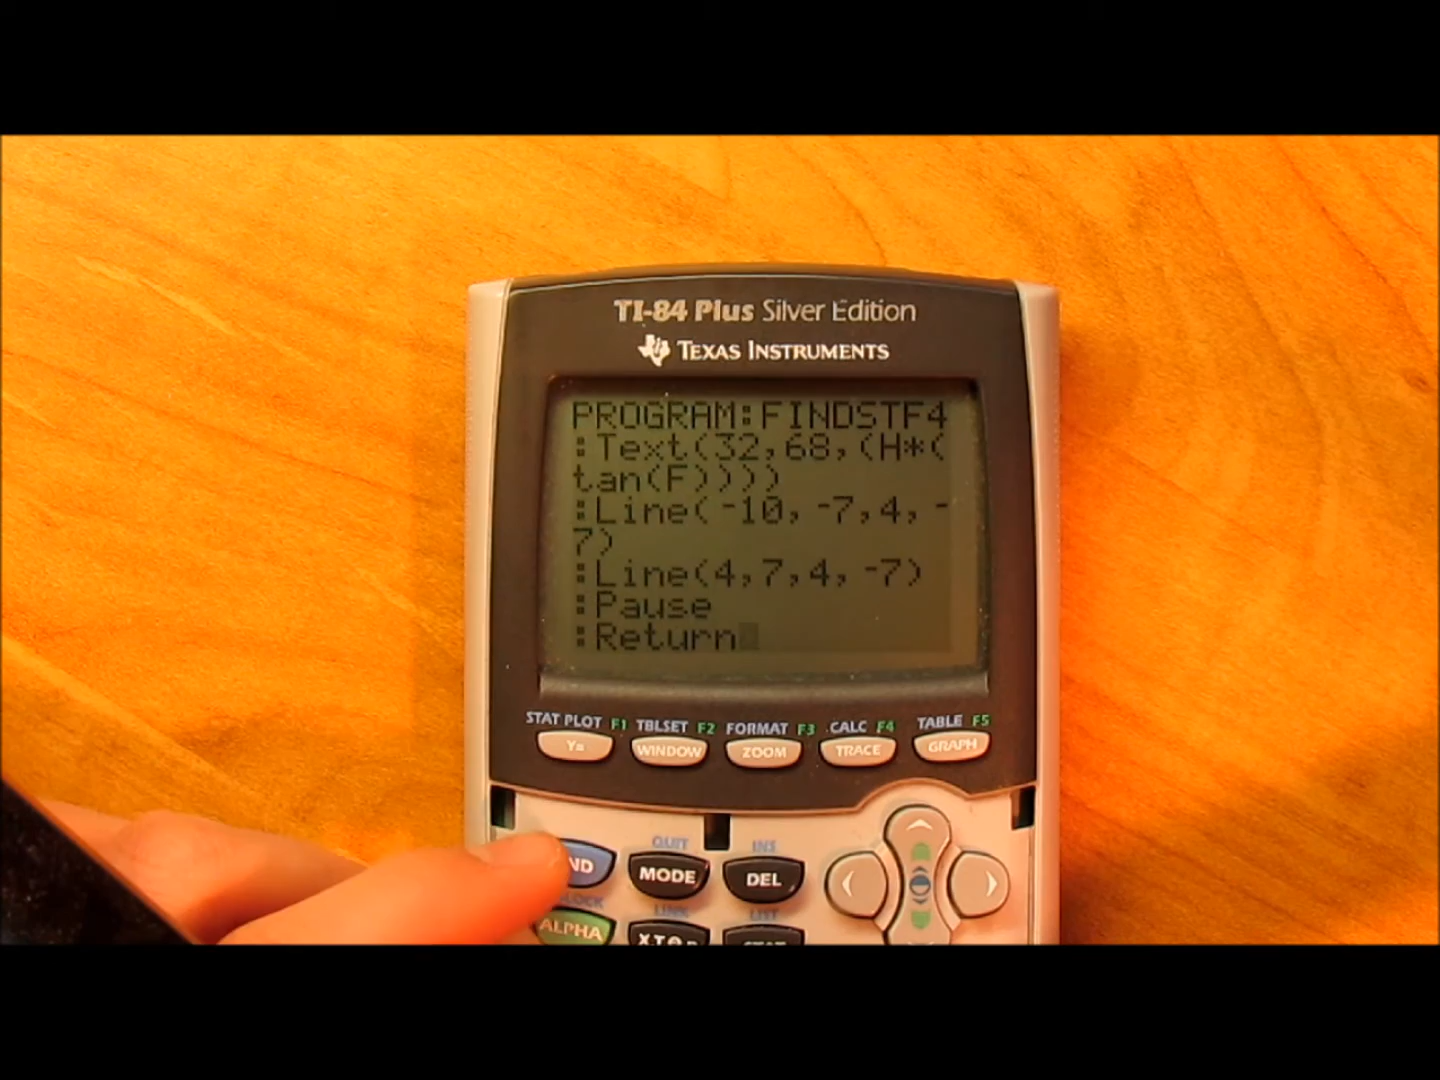 TI-84 Plus Silver Edition
TEXAS INSTRUMENTS
PROGRAM:FINDSTF4
:Text(32,68,(H*(
tan(F))))
:Line(-10,-7,4,-
7)
:Line(4,7,4,-7)
:Pause
:Return
STAT PLOT F1 TBLSET F2 FORMAT F3 CALC F4 TABLE F5
Y= WINDOW ZOOM TRACE GRAPH
QUIT INS
MODE DEL
LINK LIST
ALPHA